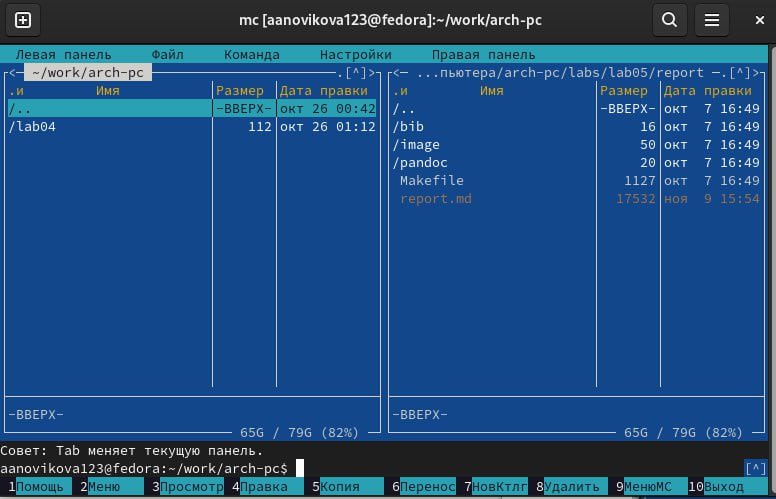 mc [aanovikova123@fedora]:~/work/arch-pc
Левая панель Файл Команда Настройки Правая панель
<— ~/work/arch-pc .[^]> <— ...пьютера/arch-pc/labs/lab05/report —.[^]>
.и Имя Размер Дата правки .и Имя Размер Дата правки
/.. -ВВЕРХ- окт 26 00:42 /.. -ВВЕРХ- окт 7 16:49
/lab04 112 окт 26 01:12 /bib 16 окт 7 16:49
/image 50 окт 7 16:49
/pandoc 20 окт 7 16:49
Makefile 1127 окт 7 16:49
report.md 17532 ноя 9 15:54
-ВВЕРХ- -ВВЕРХ-
65G / 79G (82%) 65G / 79G (82%)
Совет: Tab меняет текущую панель.
aanovikova123@fedora:~/work/arch-pc$ [^]
1Помощь 2Меню 3Просмотр 4Правка 5Копия 6Перенос 7НовКтлг 8Удалить 9МенюМС 10Выход